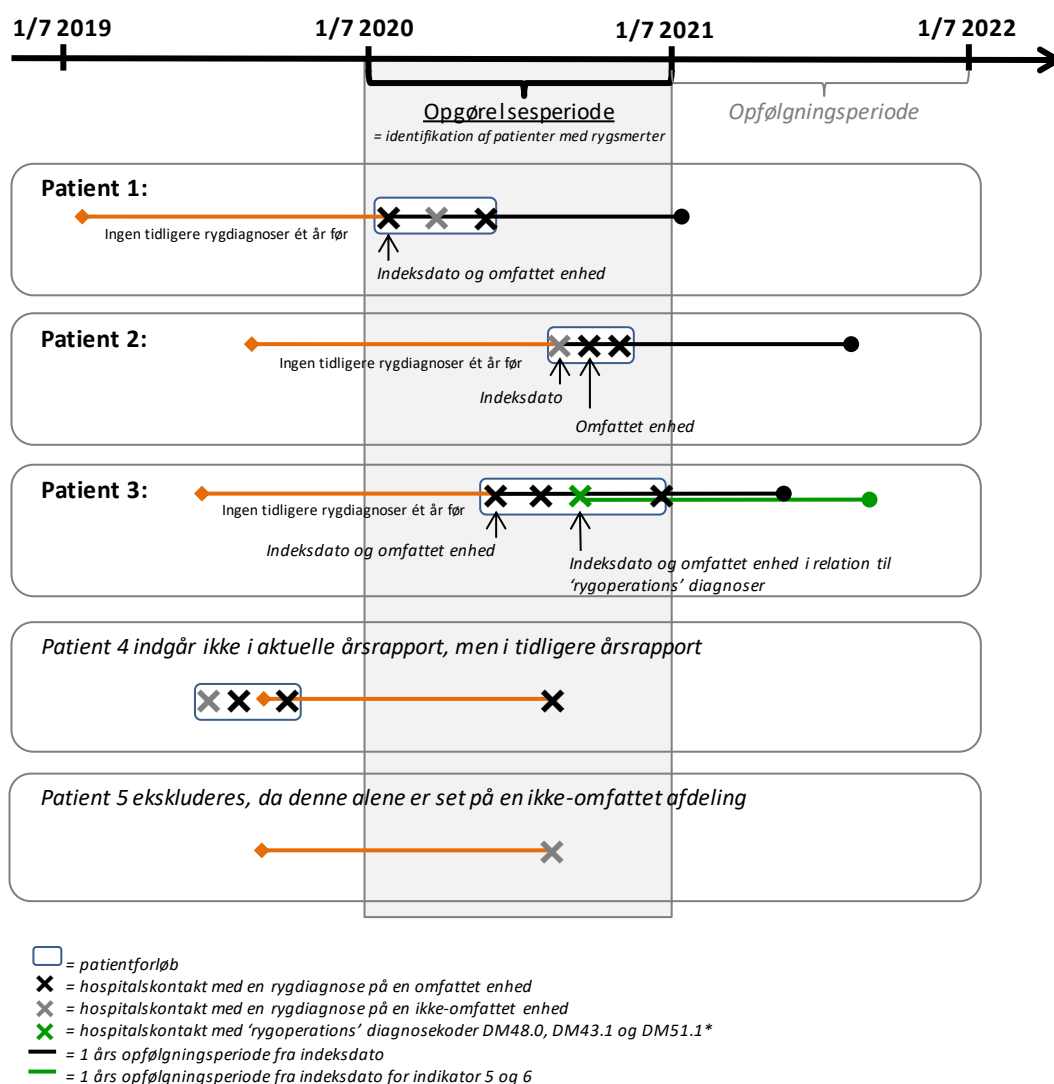 1/7 2019 1/7 2020 1/7 2021 1/7 2022
Opgørelsesperiode Opfølgningsperiode
= identifikation af patienter med rygsmerter
Patient 1:
Ingen tidligere rygdiagnoser ét år før
Indeksdato og omfattet enhed
Patient 2:
Ingen tidligere rygdiagnoser ét år før
Indeksdato
Omfattet enhed
Patient 3:
Ingen tidligere rygdiagnoser ét år før
Indeksdato og omfattet enhed
Indeksdato og omfattet enhed i relation til
'rygoperations' diagnoser
Patient 4 indgår ikke i aktuelle årsrapport, men i tidligere årsrapport
Patient 5 ekskluderes, da denne alene er set på en ikke-omfattet afdeling
= patientforløb
= hospitalskontakt med en rygdiagnose på en omfattet enhed
= hospitalskontakt med en rygdiagnose på en ikke-omfattet enhed
= hospitalskontakt med 'rygoperations' diagnosekoder DM48.0, DM43.1 og DM51.1*
= 1 års opfølgningsperiode fra indeksdato
= 1 års opfølgningsperiode fra indeksdato for indikator 5 og 6